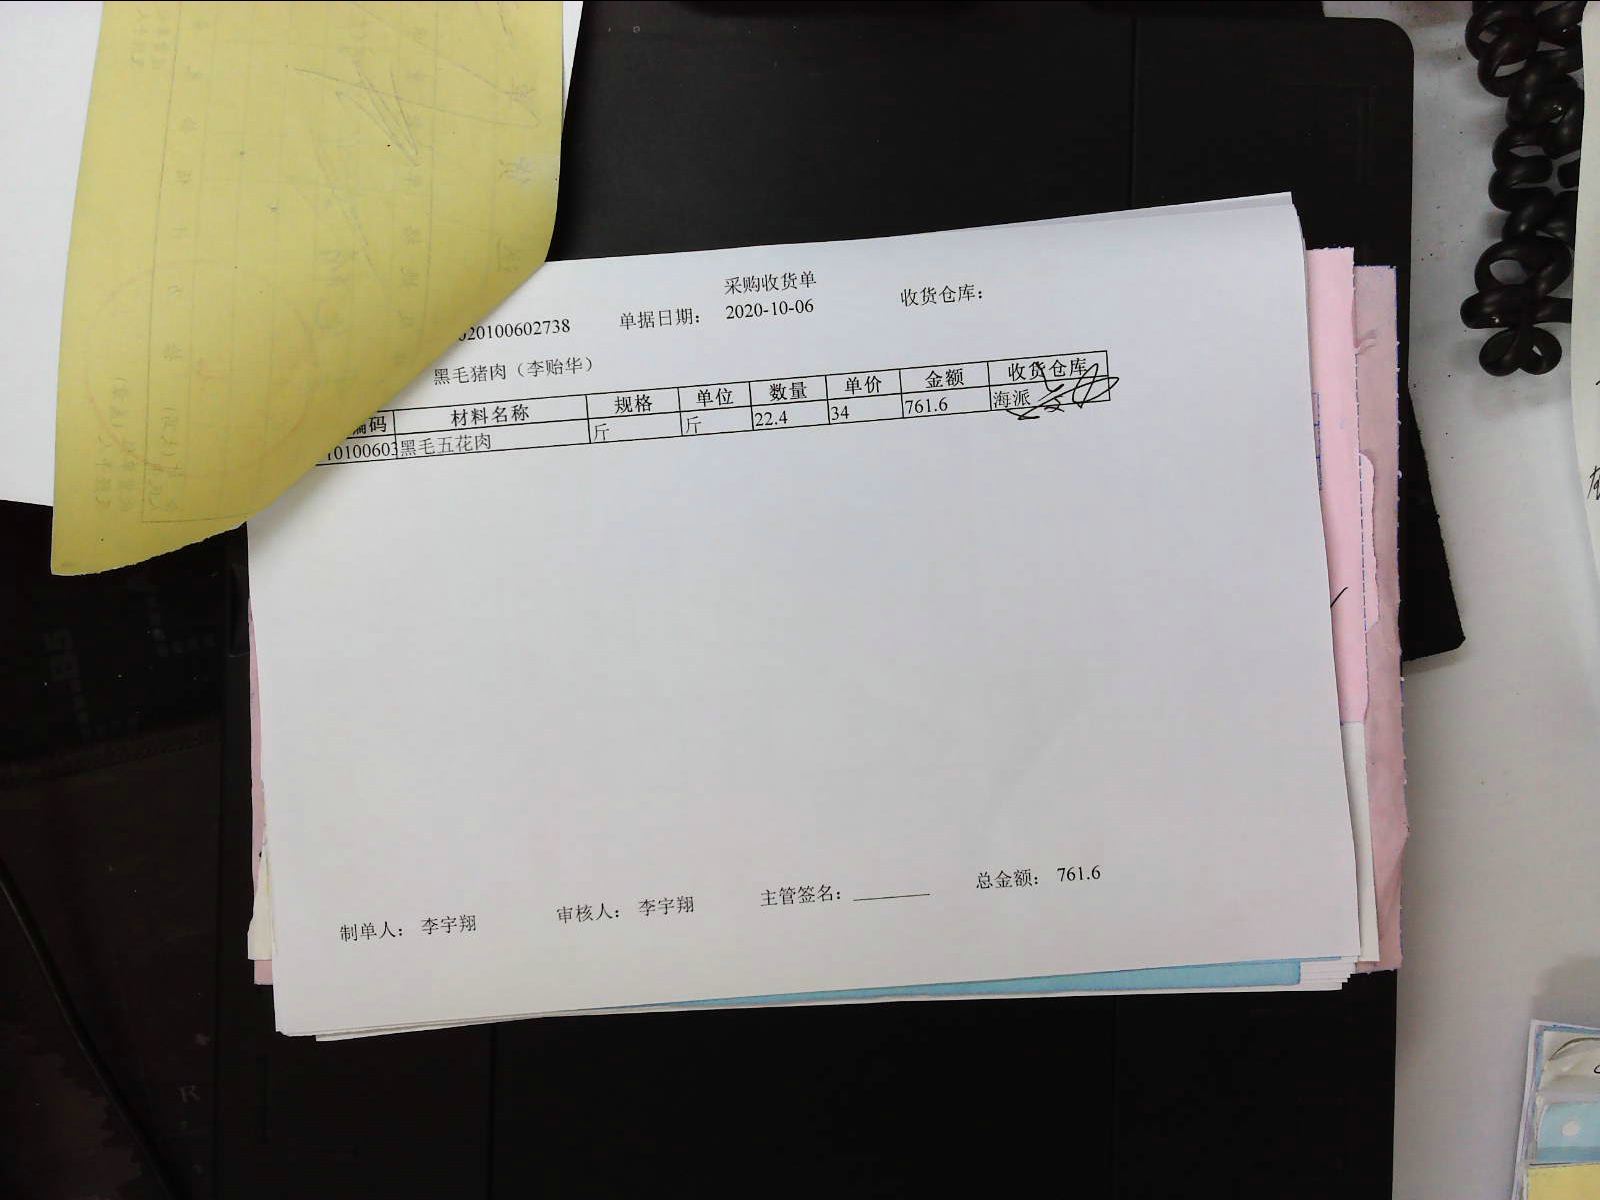 采购收货单
020100602738 单据日期： 2020-10-06 收货仓库：
黑毛猪肉（李贻华）
编码 材料名称 规格 单位 数量 单价 金额 收货仓库
10100603 黑毛五花肉 斤 斤 22.4 34 761.6 海派
制单人： 李宇翔 审核人： 李宇翔 主管签名： 总金额： 761.6